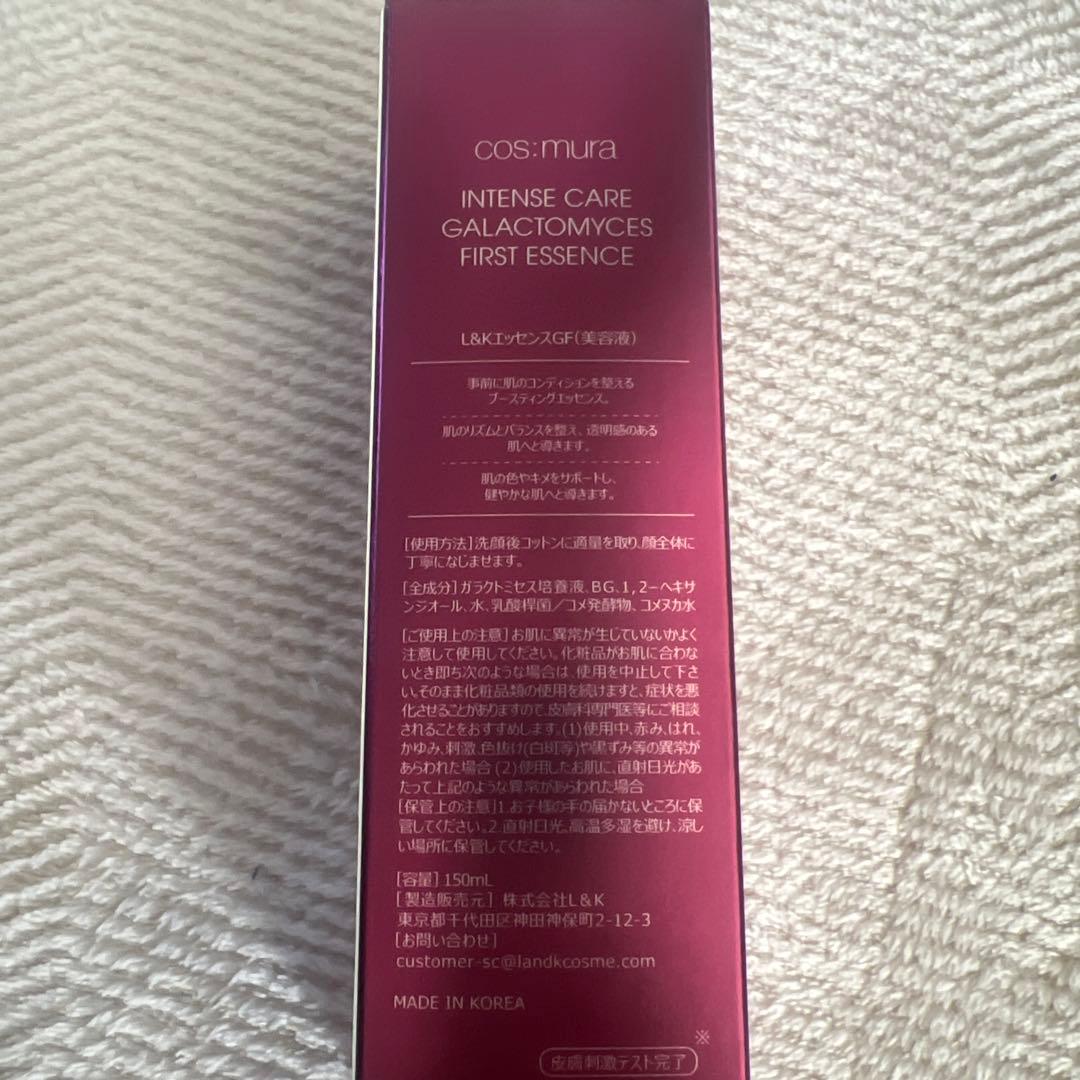 cos:mura
INTENSE CARE
GALACTOMYCES
FIRST ESSENCE
L&KエッセンスGF(美容液)
事前に肌のコンディションを整える
ブースティングエッセンス。
肌のリズムとバランスを整え、透明感のある
肌へと導きます。
肌の色やキメをサポートし、
健やかな肌へと導きます。
[使用方法]洗顔後コットンに適量を取り、顔全体に
丁寧になじませます。
[全成分]ガラクトミセス培養液、BG、1,2-ヘキサ
ンジオール、水、乳酸桿菌/コメ発酵物、コメヌカ水
[ご使用上の注意]お肌に異常が生じていないかよく
注意して使用してください。化粧品がお肌に合わな
いとき即ち次のような場合は、使用を中止して下さ
い。そのまま化粧品類の使用を続けますと、症状を悪
化させることがありますので、皮膚科専門医等にご相談
されることをおすすめします。(1)使用中、赤み、はれ、
かゆみ、刺激、色抜け(白斑等)や黒ずみ等の異常が
あらわれた場合(2)使用したお肌に、直射日光があ
たって上記のような異常があらわれた場合
[保管上の注意]1.お子様の手の届かないところに保
管してください。2.直射日光、高温多湿を避け、涼し
い場所に保管してください。
[容量]150mL
[製造販売元] 株式会社L&K
東京都千代田区神田神保町2-12-3
[お問い合わせ]
customer-sc@landkcosme.com
MADE IN KOREA
※
皮膚刺激テスト完了